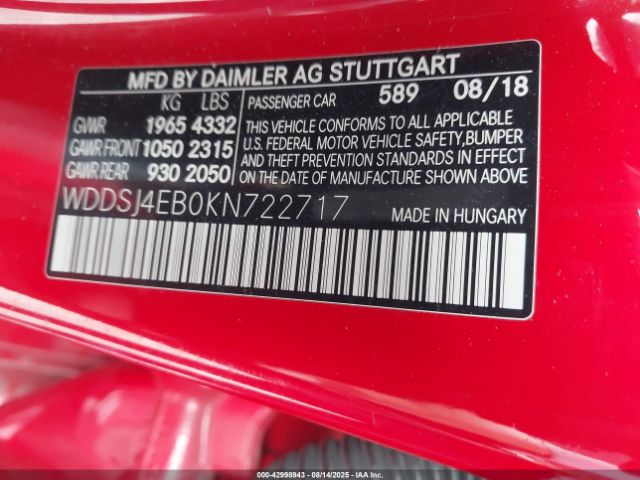 MFD BY DAIMLER AG STUTTGART
KG LBS PASSENGER CAR 589 08/18
GVWR 1965 4332 THIS VEHICLE CONFORMS TO ALL APPLICABLE
GAWR FRONT 1050 2315 U.S. FEDERAL MOTOR VEHICLE SAFETY, BUMPER
GAWR REAR 930 2050 AND THEFT PREVENTION STANDARDS IN EFFECT
ON THE DATE OF MANUFACTURE SHOWN ABOVE.
WDDSJ4EB0KN722717 MADE IN HUNGARY
000-42998943 - 08/14/2025 - IAA Inc.